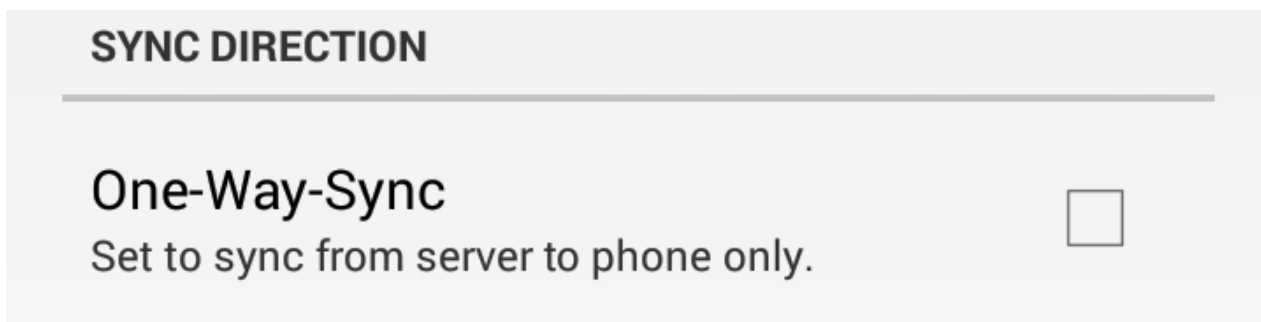 SYNC DIRECTION
One-Way-Sync
Set to sync from server to phone only.